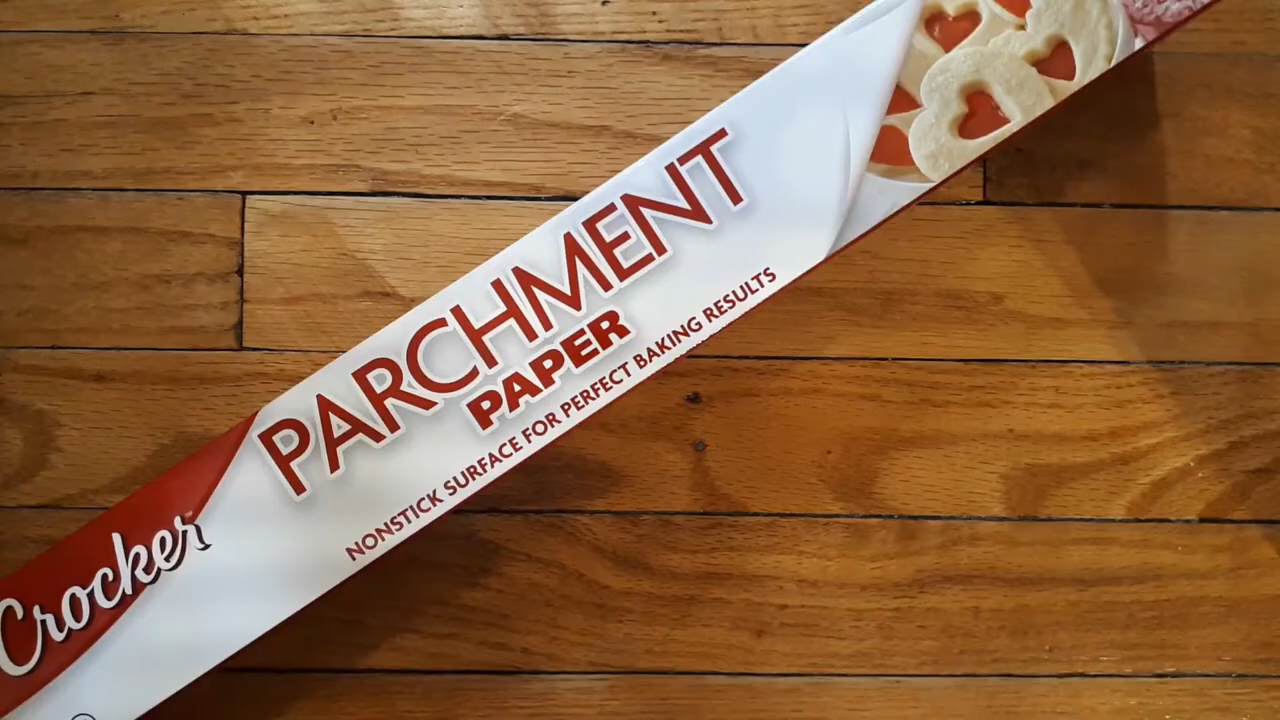 Crocker
PARCHMENT
PAPER
NONSTICK SURFACE FOR PERFECT BAKING RESULTS